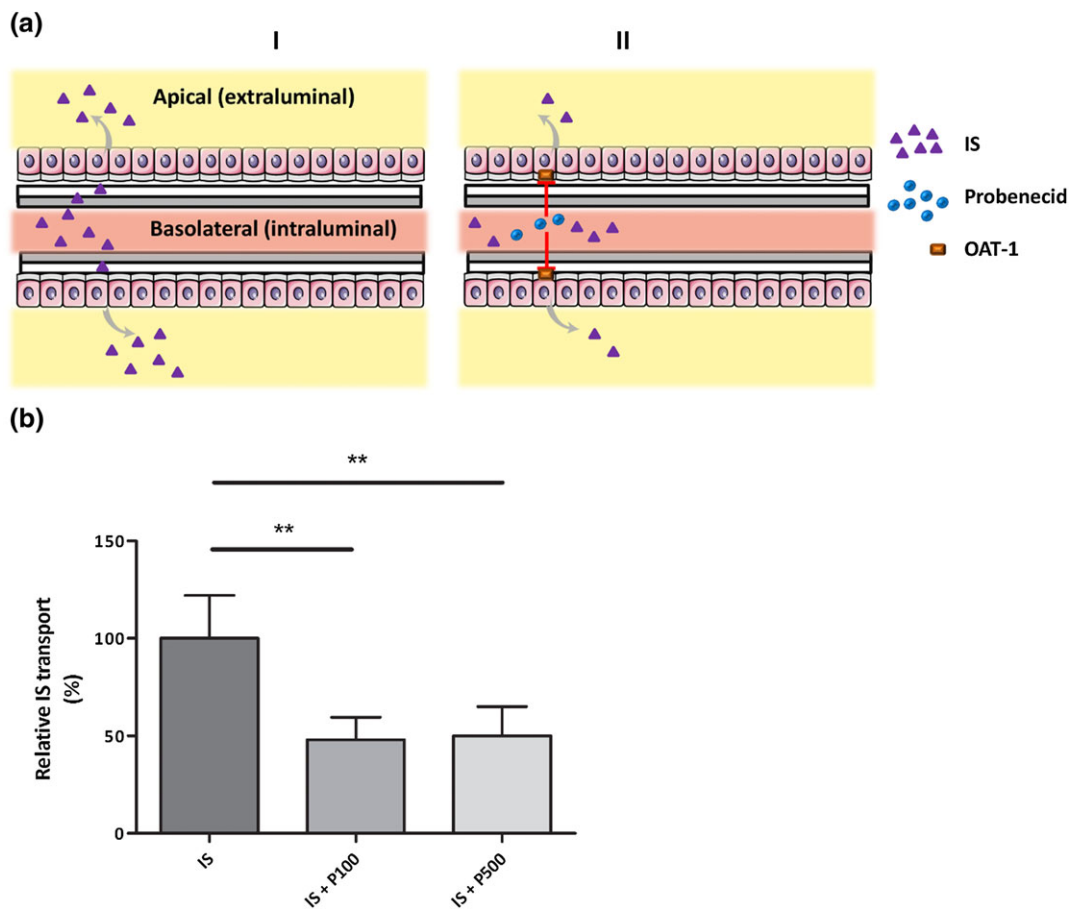 (a)
I
II
Apical (extraluminal)
Basolateral (intraluminal)
IS
Probenecid
OAT-1
(b)
**
**
Relative IS transport
(%)
150
100
50
0
IS
IS + P100
IS + P500